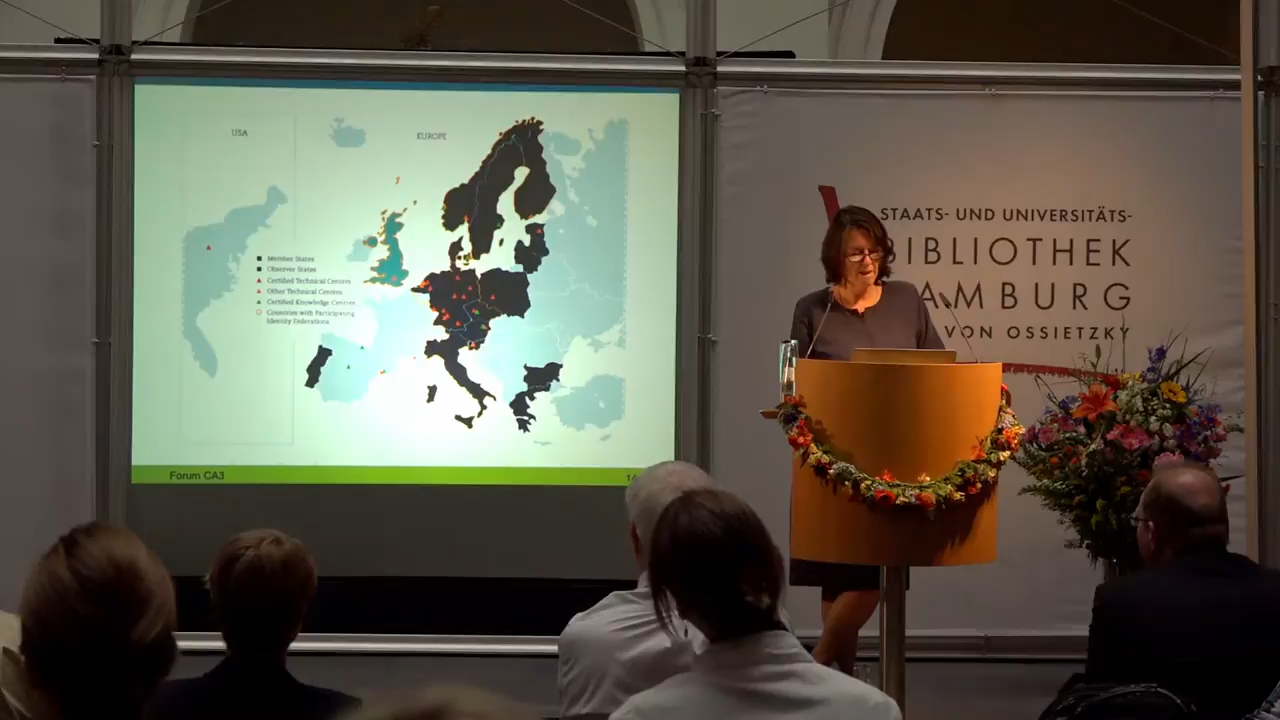 USA
EUROPE
Member States
Observer States
Certified Technical Centres
Other Technical Centres
Certified Knowledge Centres
Countries with Participating
Identity Federations
Forum CA3
STAATS- UND UNIVERSITÄTS-
BIBLIOTHEK
AMBURG
VON OSSIETZKY